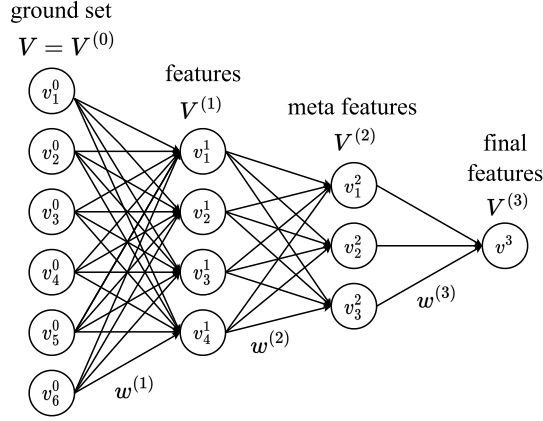 ground set
V = V^(0)
features
V^(1)
meta features
V^(2)
final
features
V^(3)
v_1^0
v_2^0
v_3^0
v_4^0
v_5^0
v_6^0
v_1^1
v_2^1
v_3^1
v_4^1
v_1^2
v_2^2
v_3^2
v^3
w^(1)
w^(2)
w^(3)